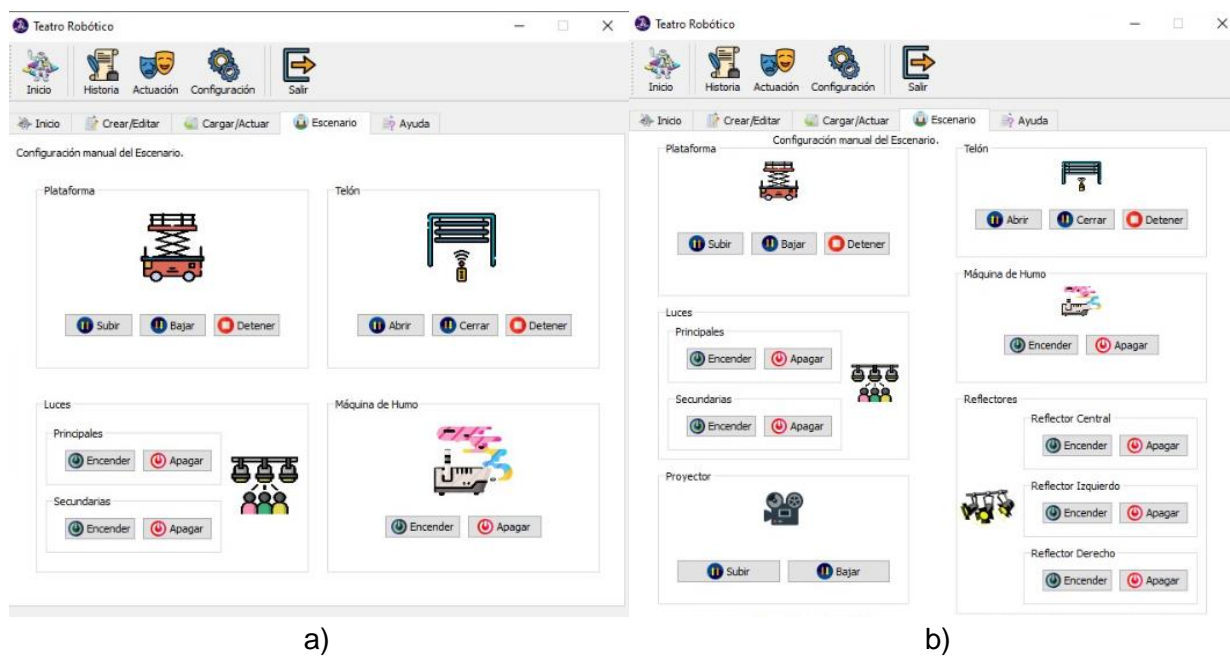 Teatro Robótico
Inicio Historia Actuación Configuración Salir
Inicio Crear/Editar Cargar/Actuar Escenario Ayuda
Configuración manual del Escenario.
Plataforma
Subir Bajar Detener
Telón
Abrir Cerrar Detener
Luces
Principales
Encender Apagar
Secundarias
Encender Apagar
Máquina de Humo
Encender Apagar
a)
Teatro Robótico
Inicio Historia Actuación Configuración Salir
Inicio Crear/Editar Cargar/Actuar Escenario Ayuda
Configuración manual del Escenario.
Plataforma
Subir Bajar Detener
Luces
Principales
Encender Apagar
Secundarias
Encender Apagar
Proyector
Subir Bajar
Telón
Abrir Cerrar Detener
Máquina de Humo
Encender Apagar
Reflectores
Reflector Central
Encender Apagar
Reflector Izquierdo
Encender Apagar
Reflector Derecho
Encender Apagar
b)